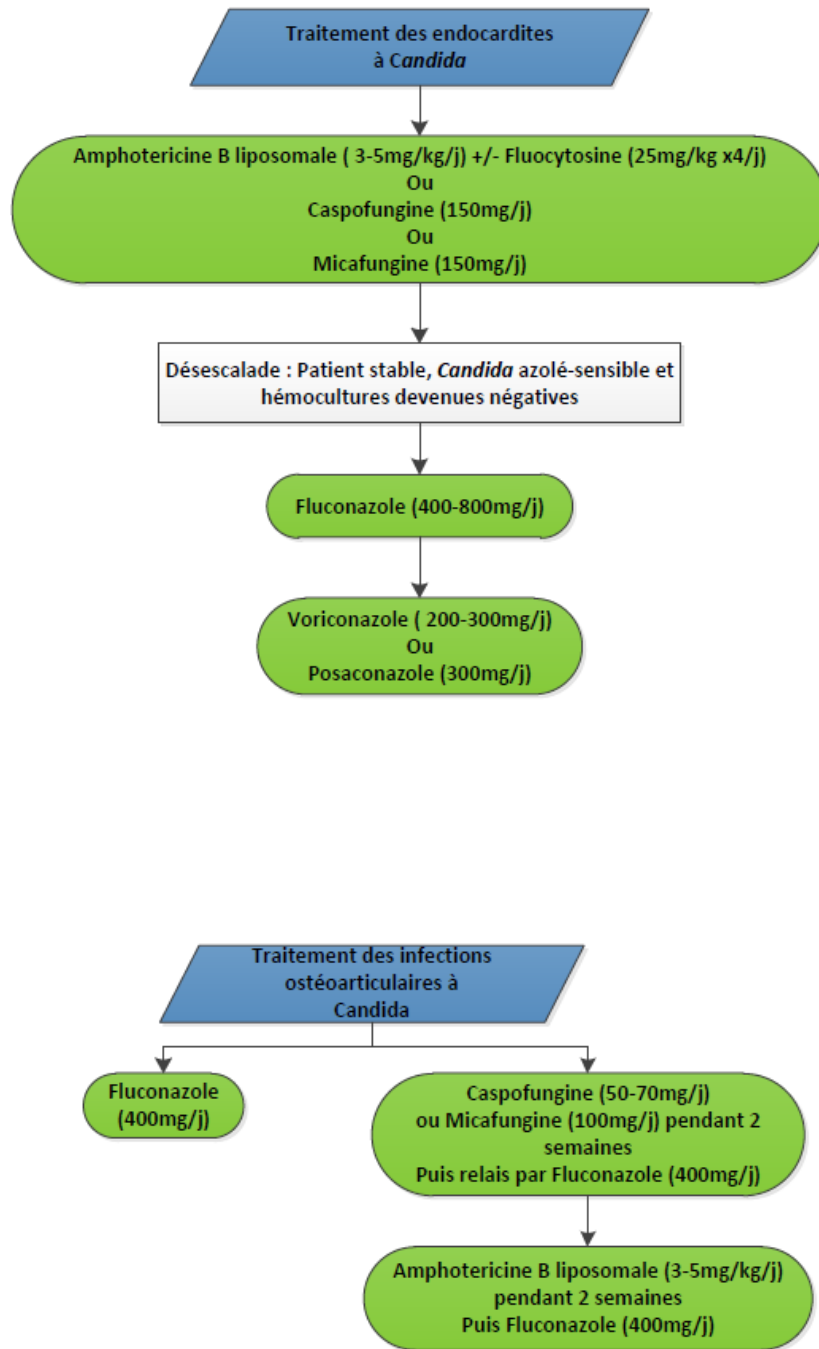 Traitement des endocardites
à Candida
Amphotericine B liposomale ( 3-5mg/kg/j) +/- Fluocytosine (25mg/kg x4/j)
Ou
Caspofungine (150mg/j)
Ou
Micafungine (150mg/j)
Désescalade : Patient stable, Candida azolé-sensible et
hémocultures devenues négatives
Fluconazole (400-800mg/j)
Voriconazole ( 200-300mg/j)
Ou
Posaconazole (300mg/j)
Traitement des infections
ostéoarticulaires à
Candida
Fluconazole
(400mg/j)
Caspofungine (50-70mg/j)
ou Micafungine (100mg/j) pendant 2
semaines
Puis relais par Fluconazole (400mg/j)
Amphotericine B liposomale (3-5mg/kg/j)
pendant 2 semaines
Puis Fluconazole (400mg/j)